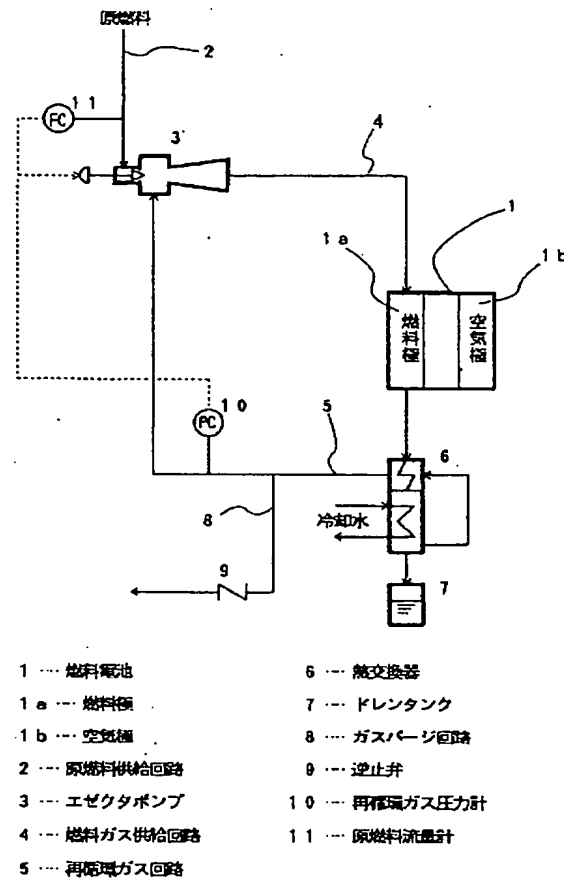 原燃料
2
11
FC
3
4
1
1a
1b
燃料極
空気極
10
PC
5
6
8
冷却水
9
7
1 … 燃料電池
1a … 燃料極
1b … 空気極
2 … 原燃料供給回路
3 … エゼクタポンプ
4 … 燃料ガス供給回路
5 … 再循環ガス回路
6 … 熱交換器
7 … ドレンタンク
8 … ガスパージ回路
9 … 逆止弁
10 … 再循環ガス圧力計
11 … 原燃料流量計